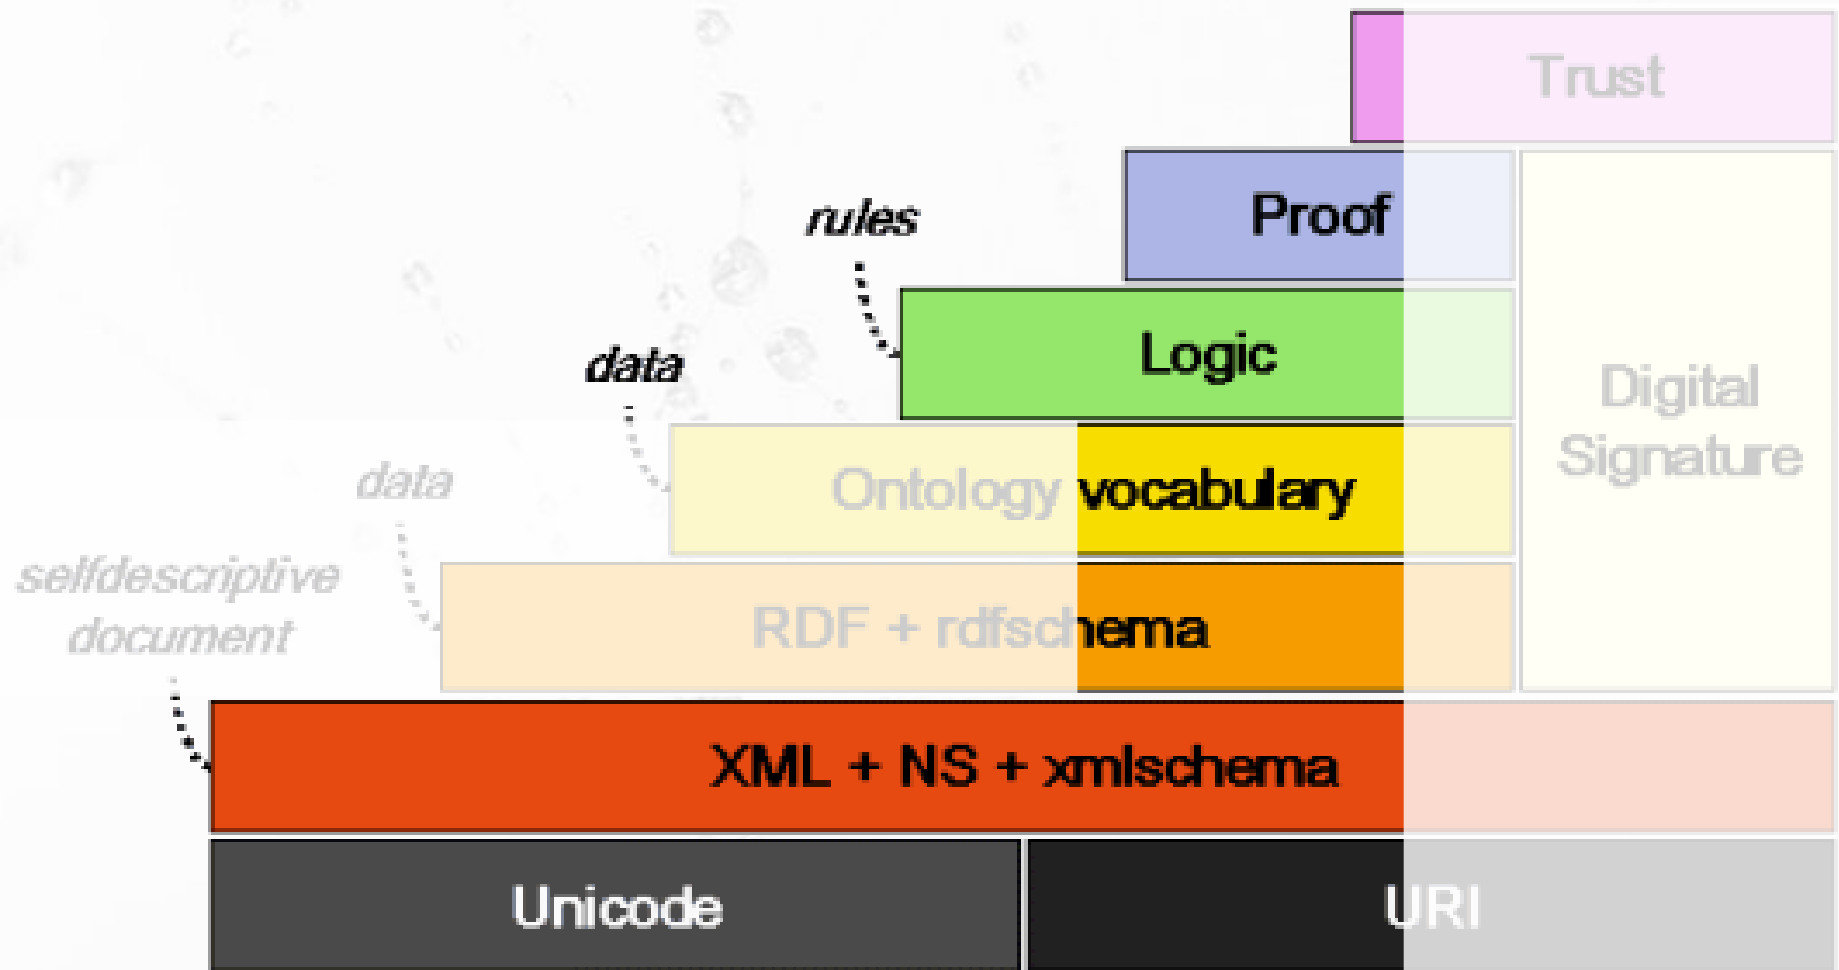 Trust
rules
Proof
data
Logic
Digital
Signature
data
Ontology vocabulary
selfdescriptive
document
RDF + rdfschema
XML + NS + xmlschema
Unicode
URI